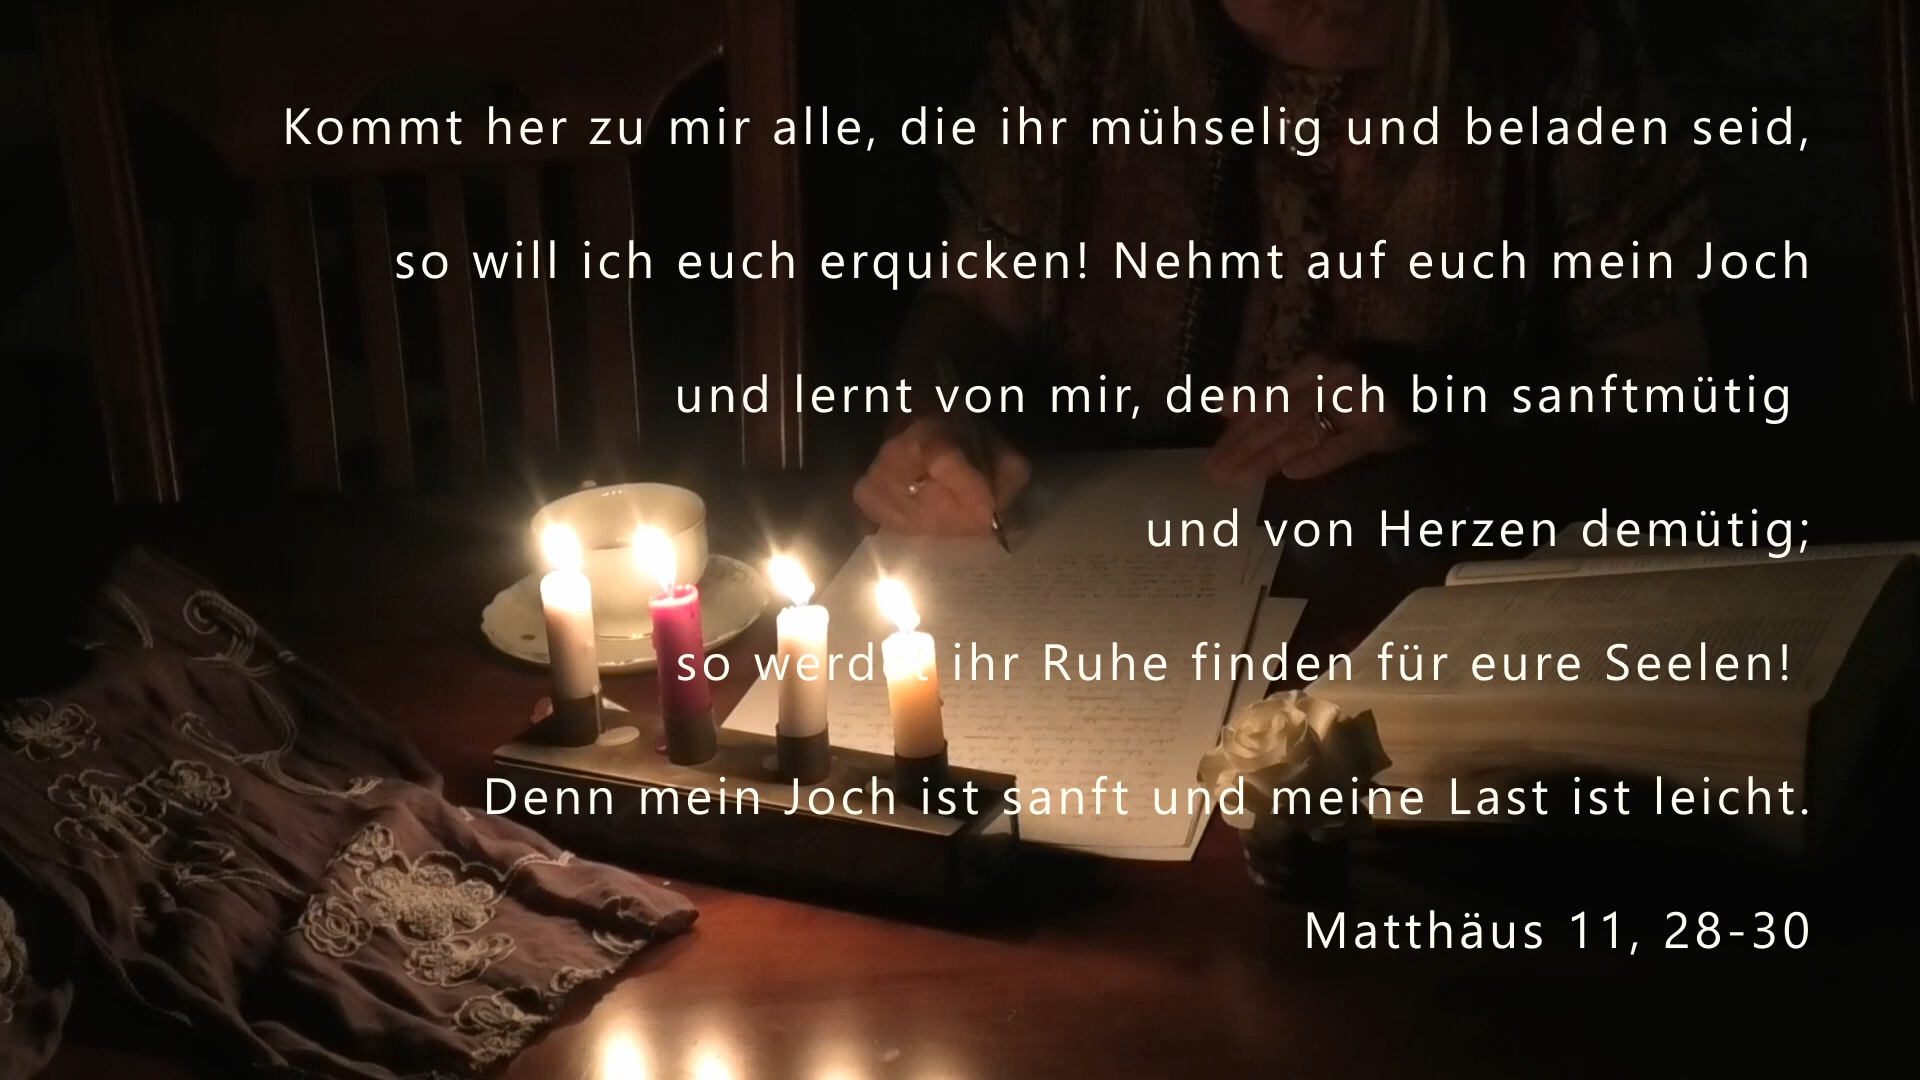 Kommt her zu mir alle, die ihr mühselig und beladen seid,
so will ich euch erquicken! Nehmt auf euch mein Joch
und lernt von mir, denn ich bin sanftmütig
und von Herzen demütig;
so werdet ihr Ruhe finden für eure Seelen!
Denn mein Joch ist sanft und meine Last ist leicht.
Matthäus 11, 28-30